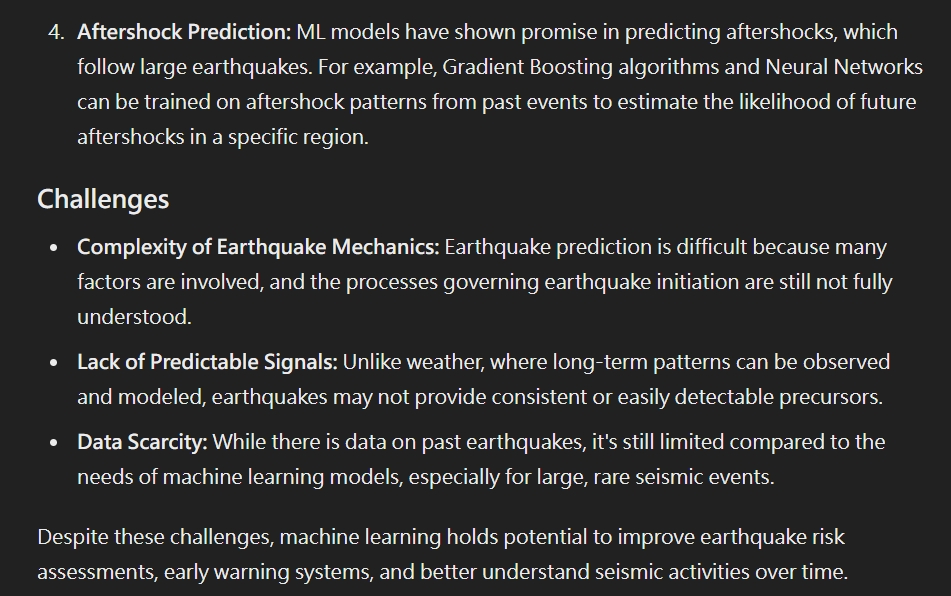 4. Aftershock Prediction: ML models have shown promise in predicting aftershocks, which
follow large earthquakes. For example, Gradient Boosting algorithms and Neural Networks
can be trained on aftershock patterns from past events to estimate the likelihood of future
aftershocks in a specific region.
Challenges
• Complexity of Earthquake Mechanics: Earthquake prediction is difficult because many
factors are involved, and the processes governing earthquake initiation are still not fully
understood.
• Lack of Predictable Signals: Unlike weather, where long-term patterns can be observed
and modeled, earthquakes may not provide consistent or easily detectable precursors.
• Data Scarcity: While there is data on past earthquakes, it's still limited compared to the
needs of machine learning models, especially for large, rare seismic events.
Despite these challenges, machine learning holds potential to improve earthquake risk
assessments, early warning systems, and better understand seismic activities over time.